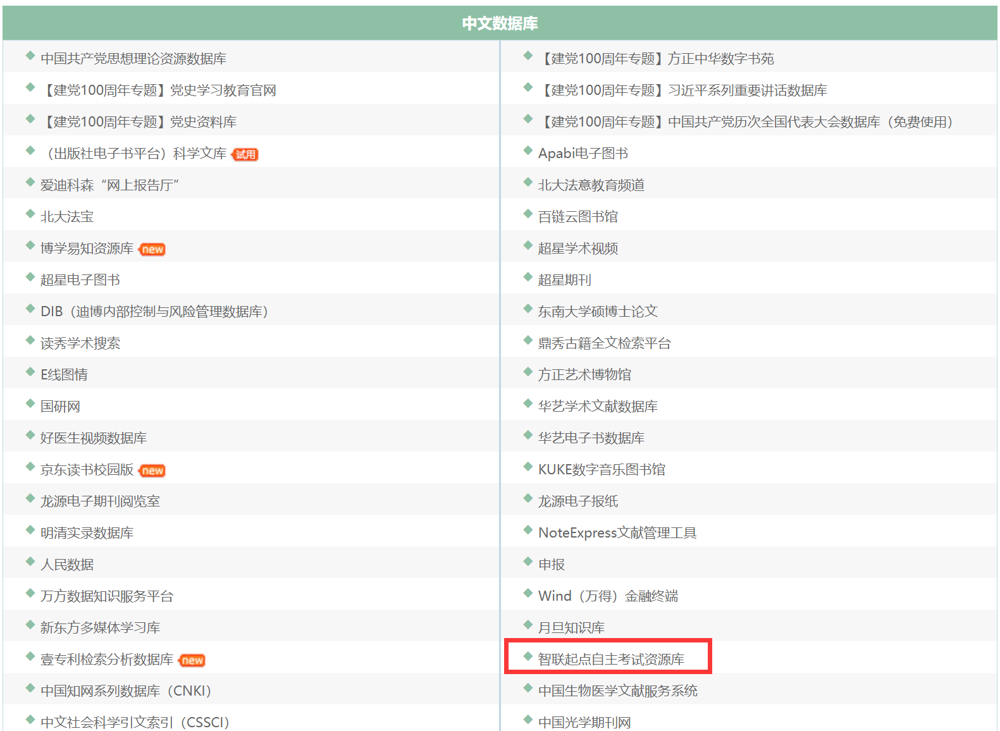 中文数据库
中国共产党思想理论资源数据库
【建党100周年专题】方正中华数字书苑
【建党100周年专题】党史学习教育官网
【建党100周年专题】习近平系列重要讲话数据库
【建党100周年专题】党史资料库
【建党100周年专题】中国共产党历次全国代表大会数据库（免费使用）
（出版社电子书平台）科学文库 试用
Apabi电子图书
爱迪科森“网上报告厅”
北大法意教育频道
北大法宝
百链云图书馆
博学易知资源库 new
超星学术视频
超星电子图书
超星期刊
DIB（迪博内部控制与风险管理数据库）
东南大学硕博士论文
读秀学术搜索
鼎秀古籍全文检索平台
E线图情
方正艺术博物馆
国研网
华艺学术文献数据库
好医生视频数据库
华艺电子书数据库
京东读书校园版 new
KUKE数字音乐图书馆
龙源电子期刊阅览室
龙源电子报纸
明清实录数据库
NoteExpress文献管理工具
人民数据
申报
万方数据知识服务平台
Wind（万得）金融终端
新东方多媒体学习库
月旦知识库
壹专利检索分析数据库 new
智联起点自主考试资源库
中国知网系列数据库（CNKI）
中国生物医学文献服务系统
中文社会科学引文索引（CSSCI）
中国光学期刊网